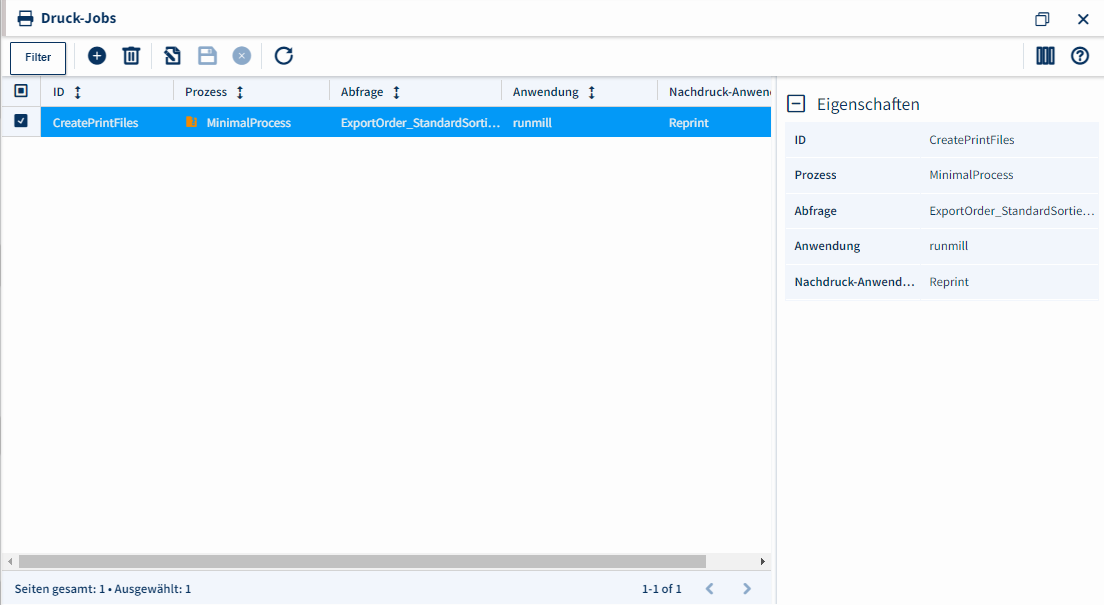 Druck-Jobs
Filter
ID Prozess Abfrage Anwendung Nachdruck-Anwen
CreatePrintFiles MinimalProcess ExportOrder_StandardSorti... runmill Reprint
Eigenschaften
ID CreatePrintFiles
Prozess MinimalProcess
Abfrage ExportOrder_StandardSortie...
Anwendung runmill
Nachdruck-Anwend... Reprint
Seiten gesamt: 1 • Ausgewählt: 1 1-1 of 1